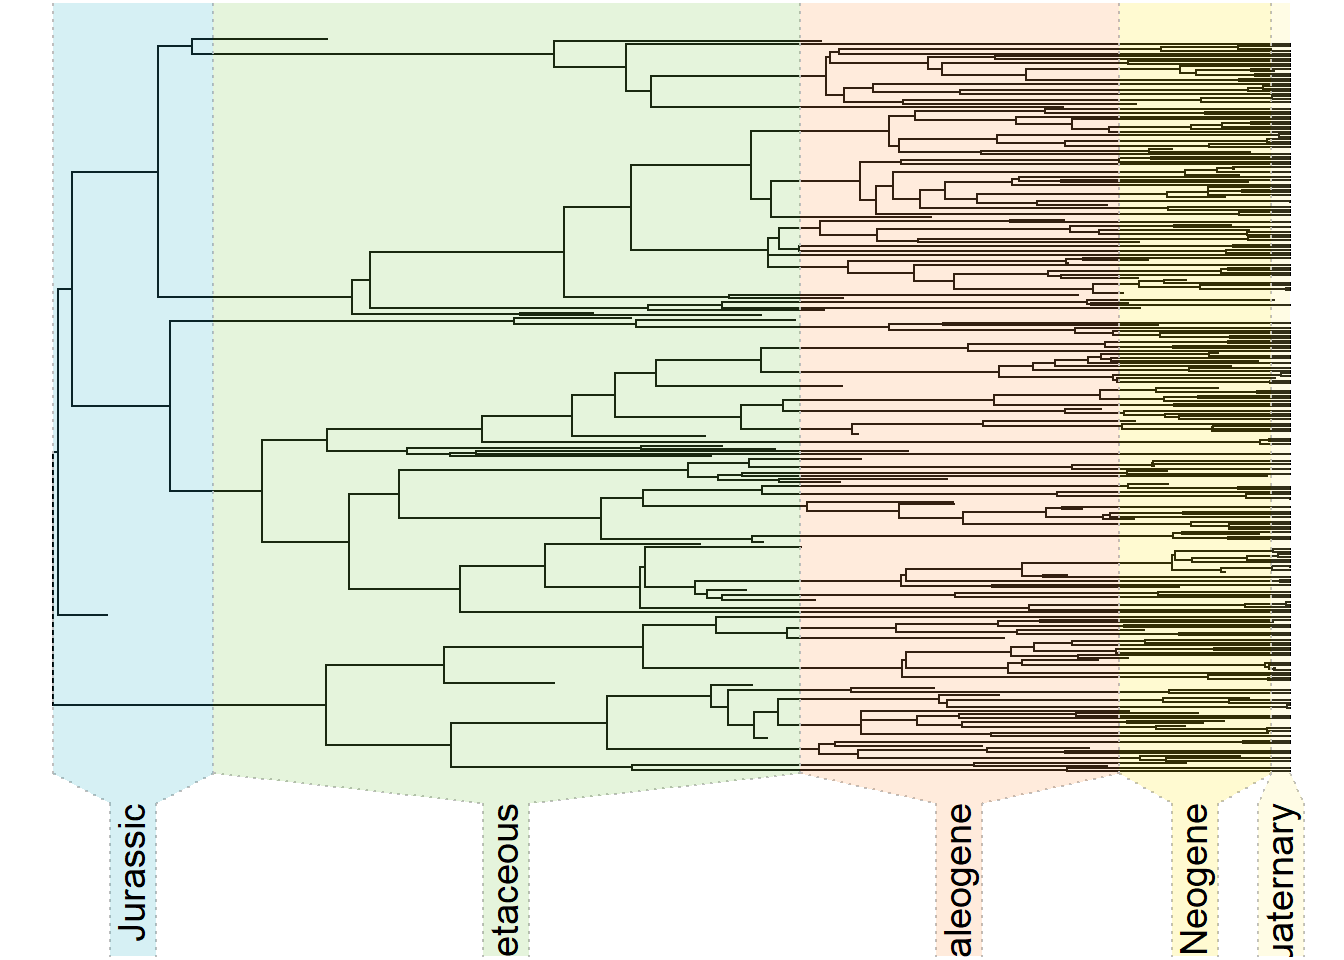 Jurassic
etaceous
aleogene
Neogene
uaternary